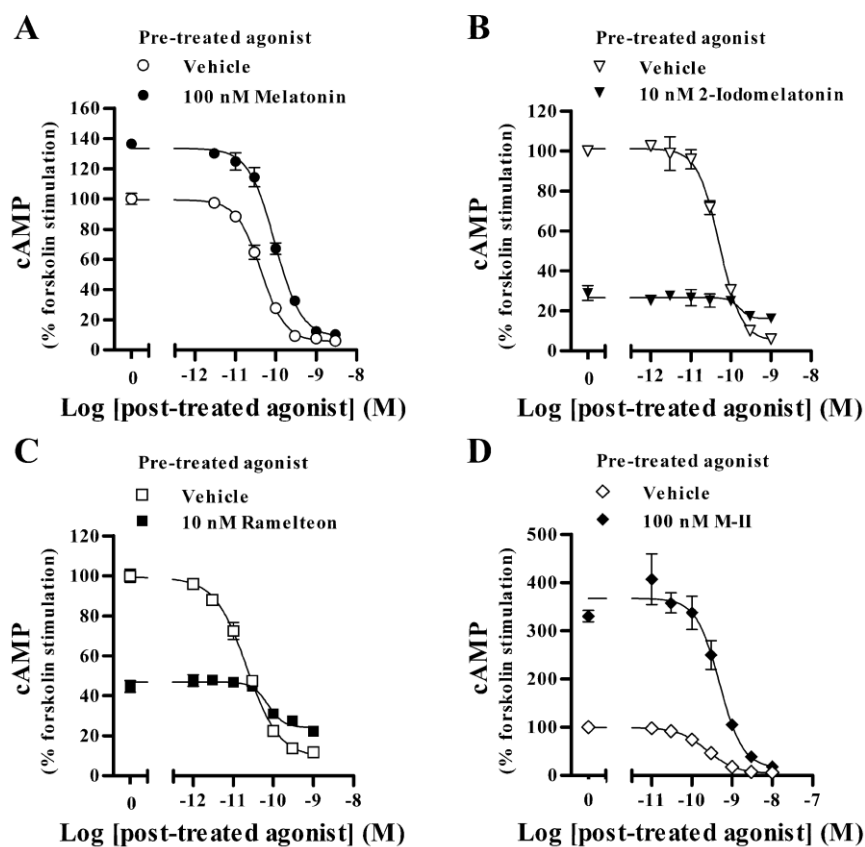 A
Pre-treated agonist
Vehicle
100 nM Melatonin
160
140
120
100
80
60
40
20
0
cAMP
(% forskolin stimulation)
0
-12
-11
-10
-9
-8
Log [post-treated agonist] (M)
B
Pre-treated agonist
Vehicle
10 nM 2-Iodomelatonin
120
100
80
60
40
20
0
cAMP
(% forskolin stimulation)
0
-12
-11
-10
-9
-8
Log [post-treated agonist] (M)
C
Pre-treated agonist
Vehicle
10 nM Ramelteon
120
100
80
60
40
20
0
cAMP
(% forskolin stimulation)
0
-12
-11
-10
-9
-8
Log [post-treated agonist] (M)
D
Pre-treated agonist
Vehicle
100 nM M-II
500
400
300
200
100
0
cAMP
(% forskolin stimulation)
0
-11
-10
-9
-8
-7
Log [post-treated agonist] (M)